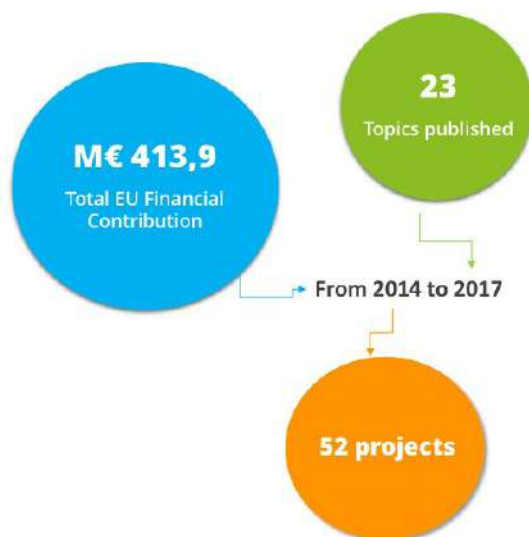 23
Topics published
M€ 413,9
Total EU Financial
Contribution
From 2014 to 2017
52 projects